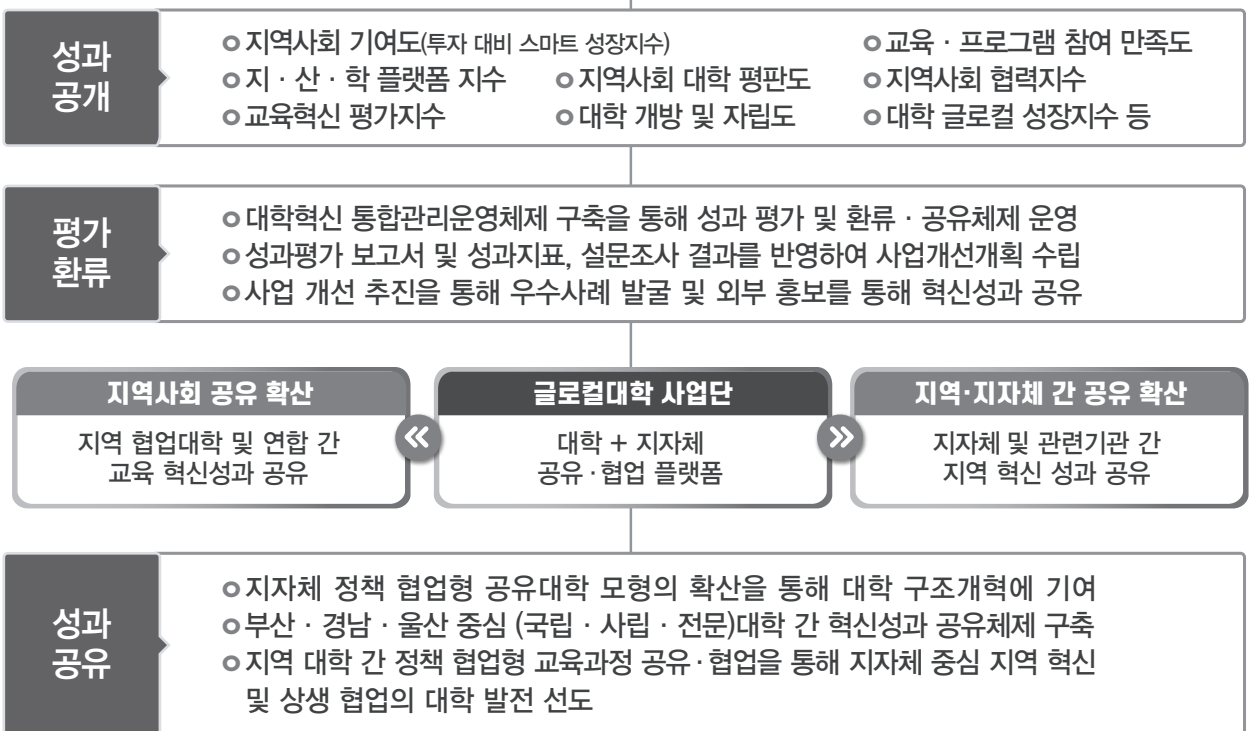 성과
공개
지역사회 기여도(투자 대비 스마트 성장지수) 교육 · 프로그램 참여 만족도
지 · 산 · 학 플랫폼 지수 지역사회 대학 평판도 지역사회 협력지수
교육혁신 평가지수 대학 개방 및 자립도 대학 글로컬 성장지수 등
평가
환류
대학혁신 통합관리운영체제 구축을 통해 성과 평가 및 환류 · 공유체제 운영
성과평가 보고서 및 성과지표, 설문조사 결과를 반영하여 사업개선개획 수립
사업 개선 추진을 통해 우수사례 발굴 및 외부 홍보를 통해 혁신성과 공유
지역사회 공유 확산
지역 협업대학 및 연합 간
교육 혁신성과 공유
글로컬대학 사업단
대학 + 지자체
공유 · 협업 플랫폼
지역·지자체 간 공유 확산
지자체 및 관련기관 간
지역 혁신 성과 공유
성과
공유
지자체 정책 협업형 공유대학 모형의 확산을 통해 대학 구조개혁에 기여
부산 · 경남 · 울산 중심 (국립 · 사립 · 전문)대학 간 혁신성과 공유체제 구축
지역 대학 간 정책 협업형 교육과정 공유 · 협업을 통해 지자체 중심 지역 혁신
및 상생 협업의 대학 발전 선도